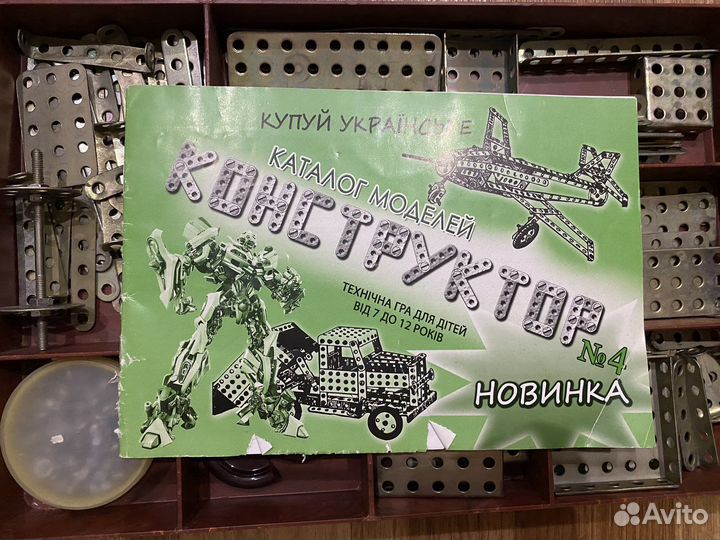 КУПУЙ УКРАЇНСЬКЕ
КАТАЛОГ МОДЕЛЕЙ
КОНСТРУКТОР
ТЕХНІЧНА ГРА ДЛЯ ДІТЕЙ
ВІД 7 ДО 12 РОКІВ
№4
НОВИНКА
Avito